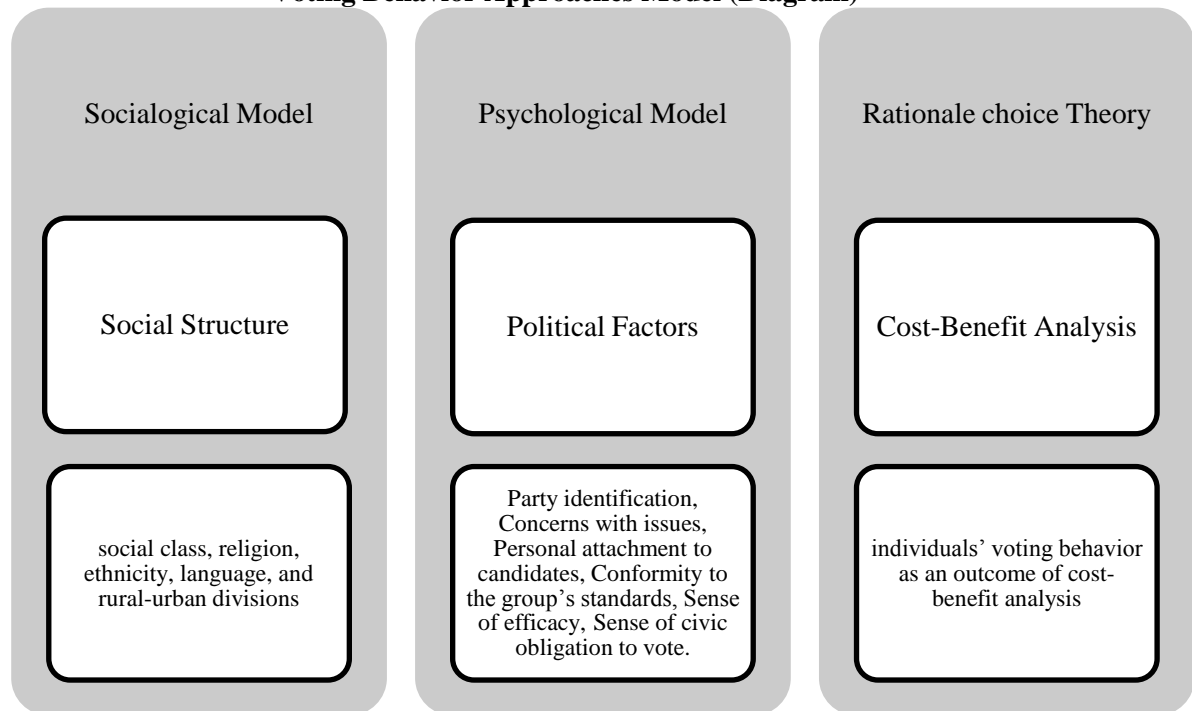 Voting Behavior Approaches Model (Diagram)
Socialogical Model
Social Structure
social class, religion,
ethnicity, language, and
rural-urban divisions
Psychological Model
Political Factors
Party identification,
Concerns with issues,
Personal attachment to
candidates, Conformity to
the group's standards, Sense
of efficacy, Sense of civic
obligation to vote.
Rationale choice Theory
Cost-Benefit Analysis
individuals' voting behavior
as an outcome of cost-
benefit analysis